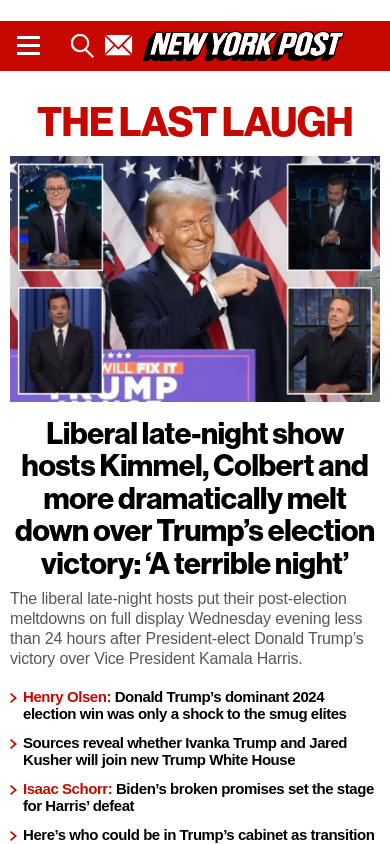 NEW YORK POST
THE LAST LAUGH
WILL FIX IT
TRUMP
Liberal late-night show
hosts Kimmel, Colbert and
more dramatically melt
down over Trump’s election
victory: ‘A terrible night’
The liberal late-night hosts put their post-election
meltdowns on full display Wednesday evening less
than 24 hours after President-elect Donald Trump’s
victory over Vice President Kamala Harris.
Henry Olsen: Donald Trump’s dominant 2024
election win was only a shock to the smug elites
Sources reveal whether Ivanka Trump and Jared
Kusher will join new Trump White House
Isaac Schorr: Biden’s broken promises set the stage
for Harris’ defeat
Here’s who could be in Trump’s cabinet as transition